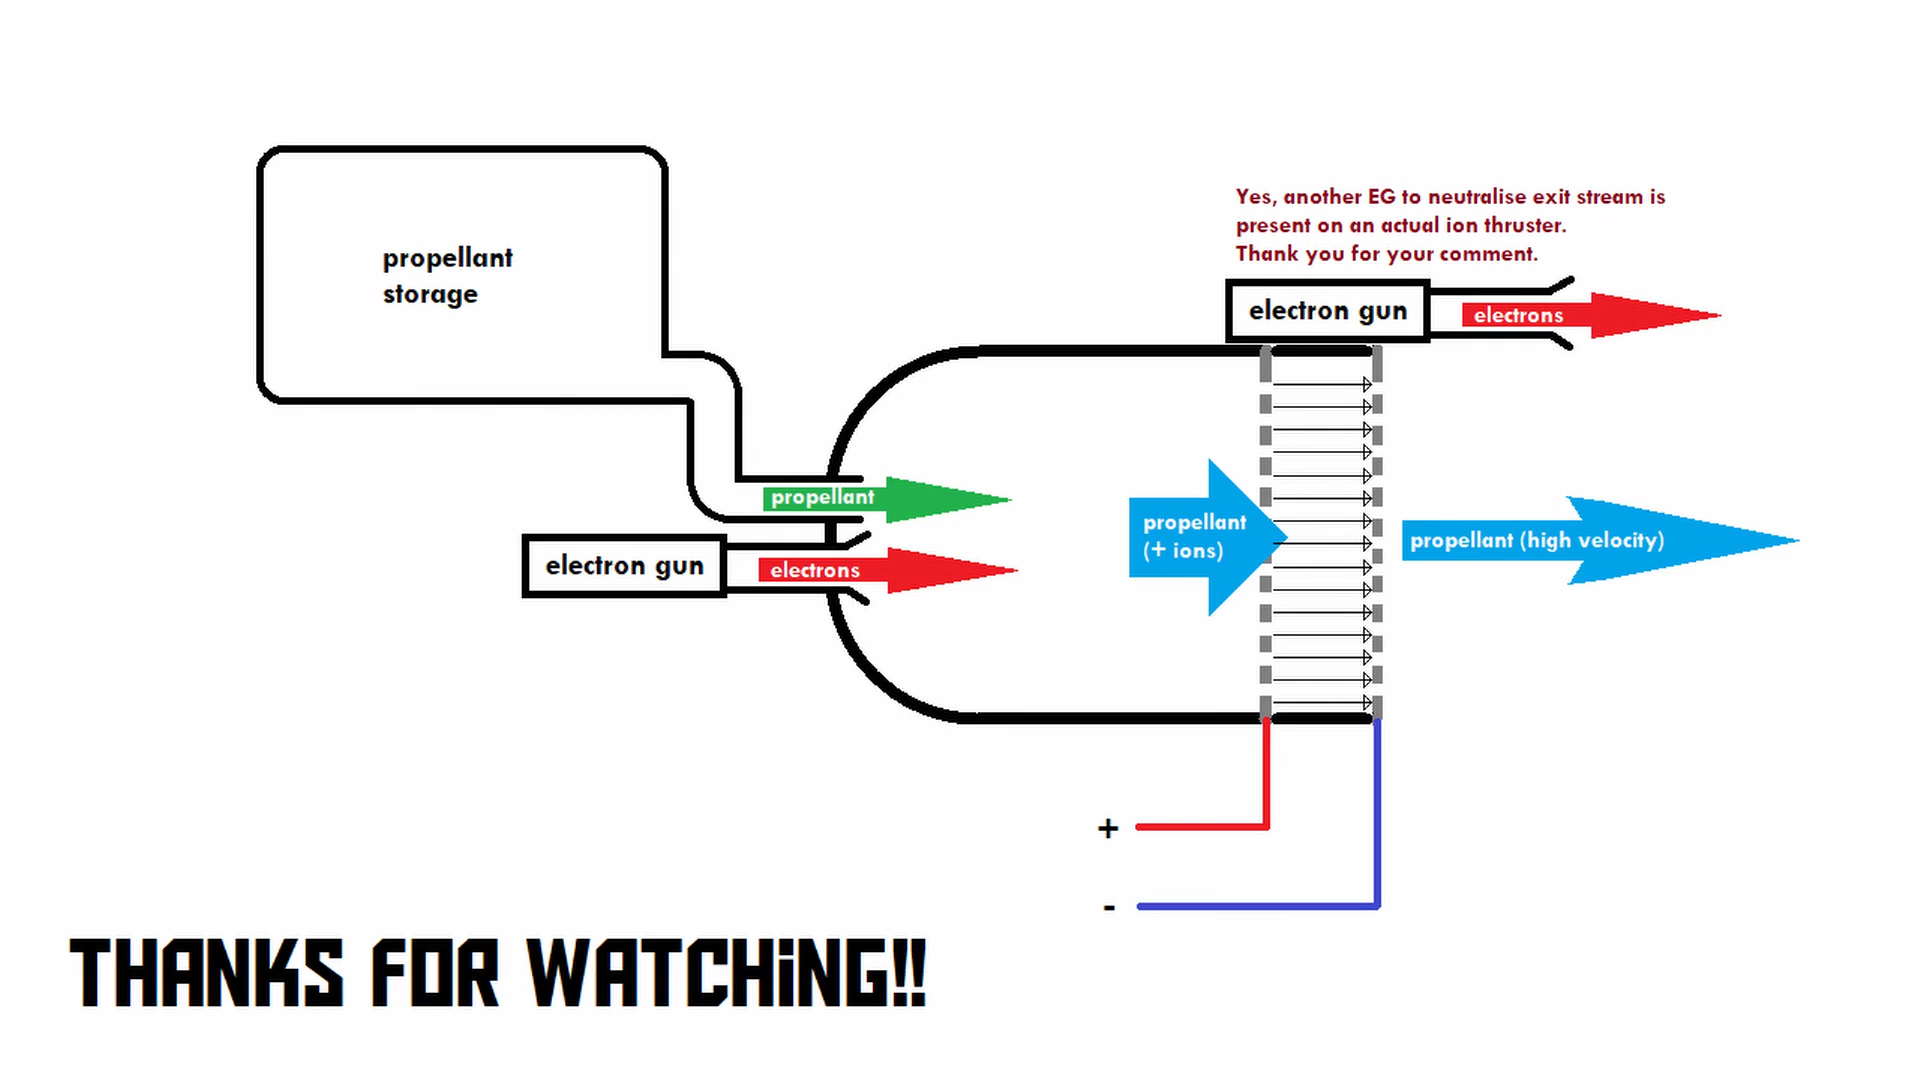 propellant
storage
Yes, another EG to neutralise exit stream is
present on an actual ion thruster.
Thank you for your comment.
electron gun
electrons
propellant
electron gun
electrons
propellant
(+ ions)
propellant (high velocity)
+
-
THANKS FOR WATCHiNG!!